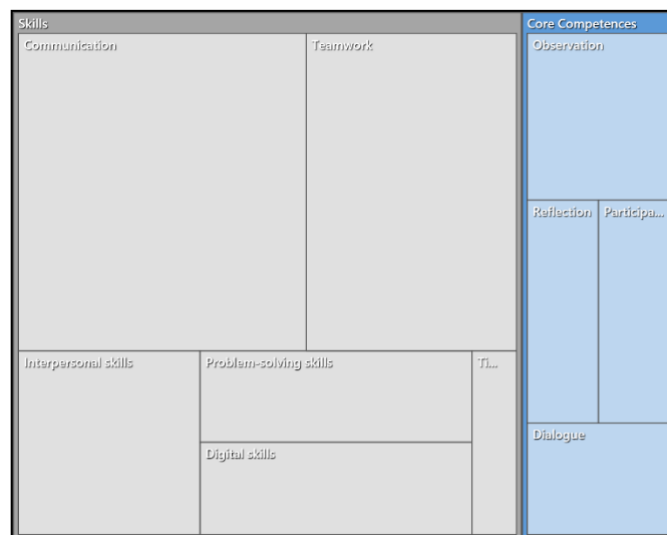 Skills
Communication
Teamwork
Interpersonal skills
Problem-solving skills
Ti...
Digital skills
Core Competences
Observation
Reflection
Participa...
Dialogue